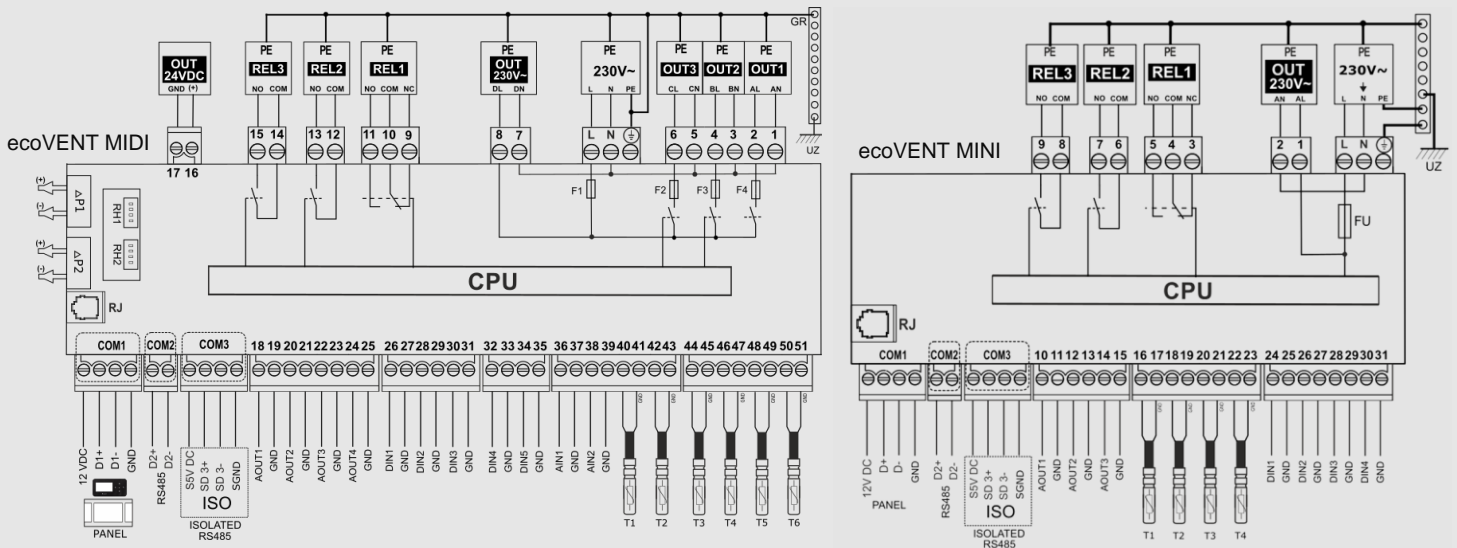 GR
PE PE PE PE PE PE PE
OUT 24VDC REL3 REL2 REL1 OUT 230V~ 230V~ OUT3 OUT2 OUT1
GND (+) NO COM NO COM NO COM NC DL DN L N PE CL CN BL BN AL AN
15 14 13 12 11 10 9 8 7 L N 6 5 4 3 2 1
UZ
ecoVENT MIDI
17 16
F1 F2 F3 F4
(+)
(-)
△P1
RH1
(+)
(-)
△P2
RH2
CPU
RJ
COM1 COM2 COM3 18 19 20 21 22 23 24 25 26 27 28 29 30 31 32 33 34 35 36 37 38 39 40 41 42 43 44 45 46 47 48 49 50 51
GND GND GND GND GND GND
12 VDC D1+ D1- GND D2+ D2- S5V DC SD 3+ SD 3- SGND AOUT1 GND AOUT2 GND AOUT3 GND AOUT4 GND DIN1 GND DIN2 GND DIN3 GND DIN4 GND DIN5 GND AIN1 GND AIN2 GND
RS485
ISO
PANEL
ISOLATED
RS485
T1 T2 T3 T4 T5 T6
PE PE PE PE
REL3 REL2 REL1 OUT 230V~ 230V~
NO COM NO COM NO COM NC AN AL L N PE
9 8 7 6 5 4 3 2 1 L N
UZ
ecoVENT MINI
FU
CPU
RJ
COM1 COM2 COM3 10 11 12 13 14 15 16 17 18 19 20 21 22 23 24 25 26 27 28 29 30 31
GND GND GND GND
12V DC D+ D- GND D2+ D2- S5V DC SD 3+ SD 3- SGND AOUT1 GND AOUT2 GND AOUT3 GND DIN1 GND DIN2 GND DIN3 GND DIN4 GND
PANEL
RS485
ISO
ISOLATED
RS485
T1 T2 T3 T4